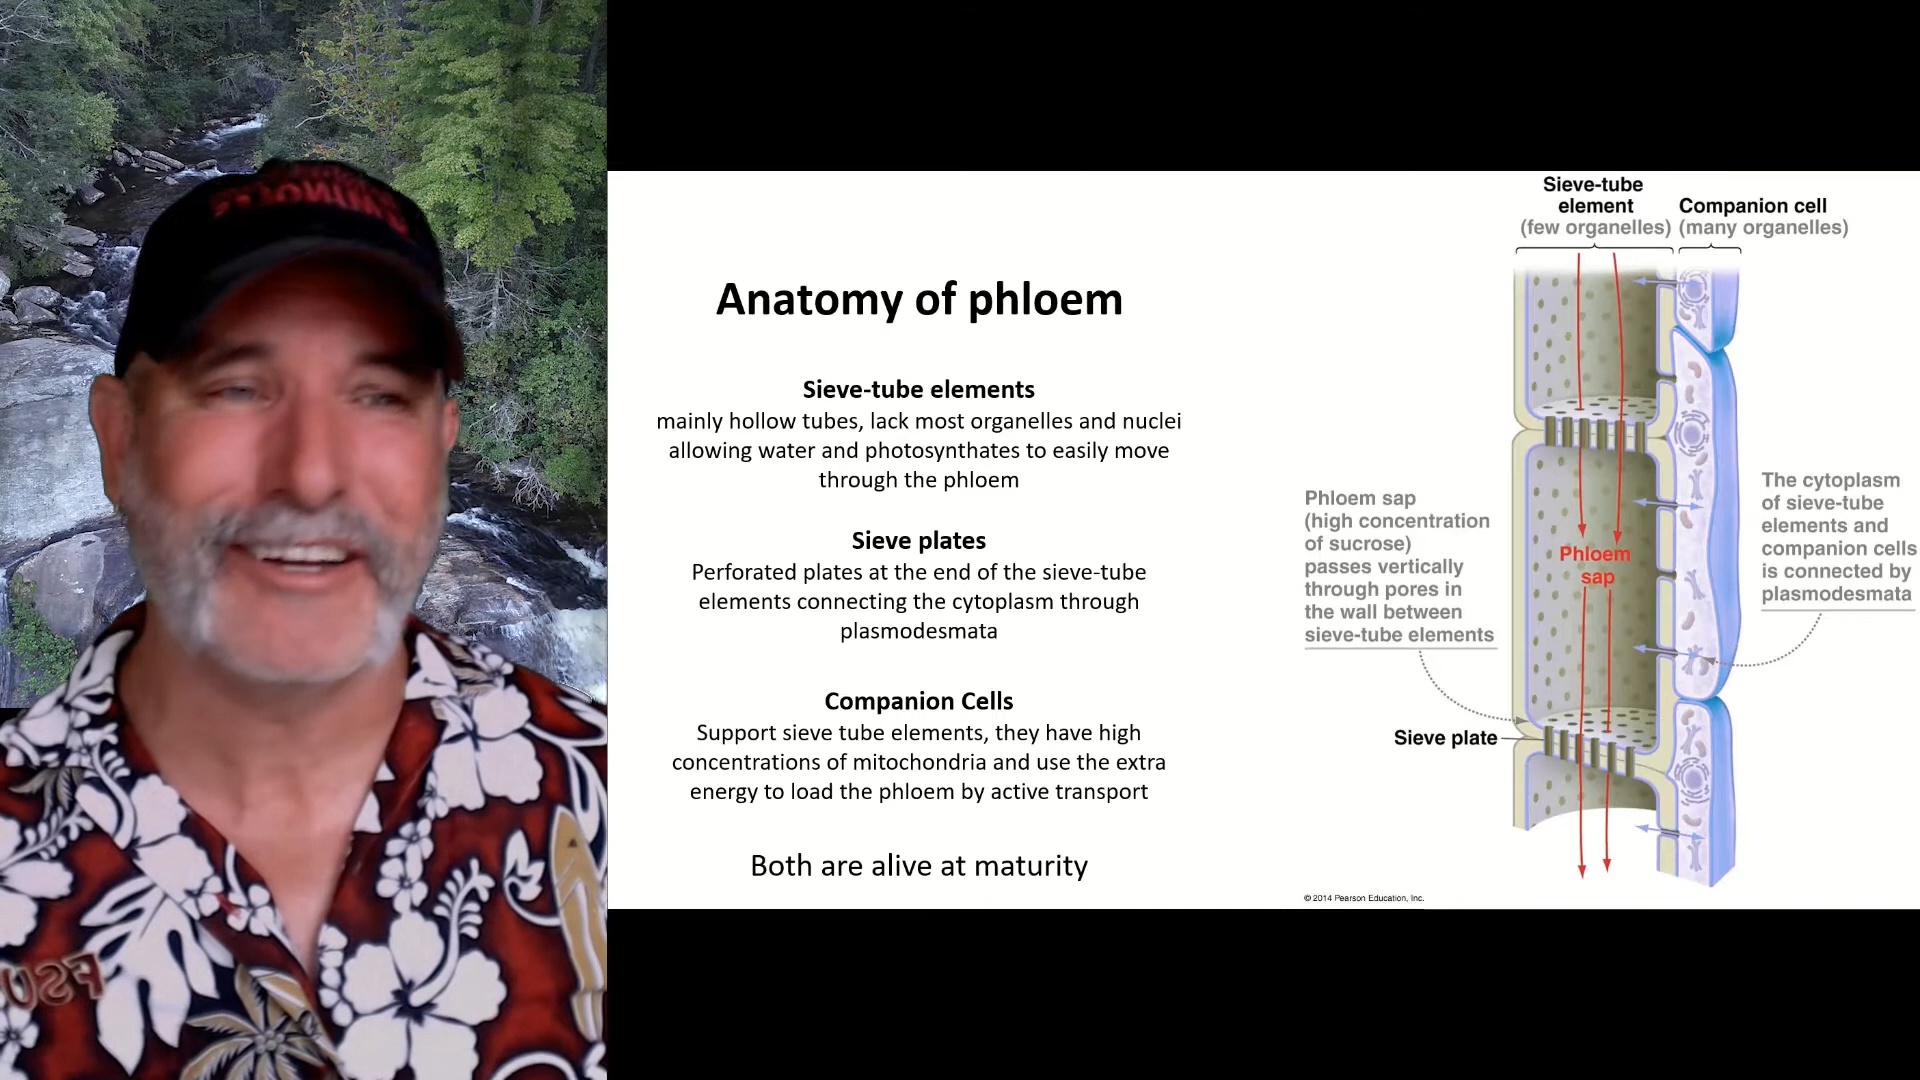 SEMINOLES
FSU
Anatomy of phloem
Sieve-tube elements
mainly hollow tubes, lack most organelles and nuclei
allowing water and photosynthates to easily move
through the phloem
Sieve plates
Perforated plates at the end of the sieve-tube
elements connecting the cytoplasm through
plasmodesmata
Companion Cells
Support sieve tube elements, they have high
concentrations of mitochondria and use the extra
energy to load the phloem by active transport
Both are alive at maturity
Sieve-tube
element
(few organelles)
Companion cell
(many organelles)
Phloem sap
(high concentration
of sucrose)
passes vertically
through pores in
the wall between
sieve-tube elements
Phloem
sap
The cytoplasm
of sieve-tube
elements and
companion cells
is connected by
plasmodesmata
Sieve plate
© 2014 Pearson Education, Inc.